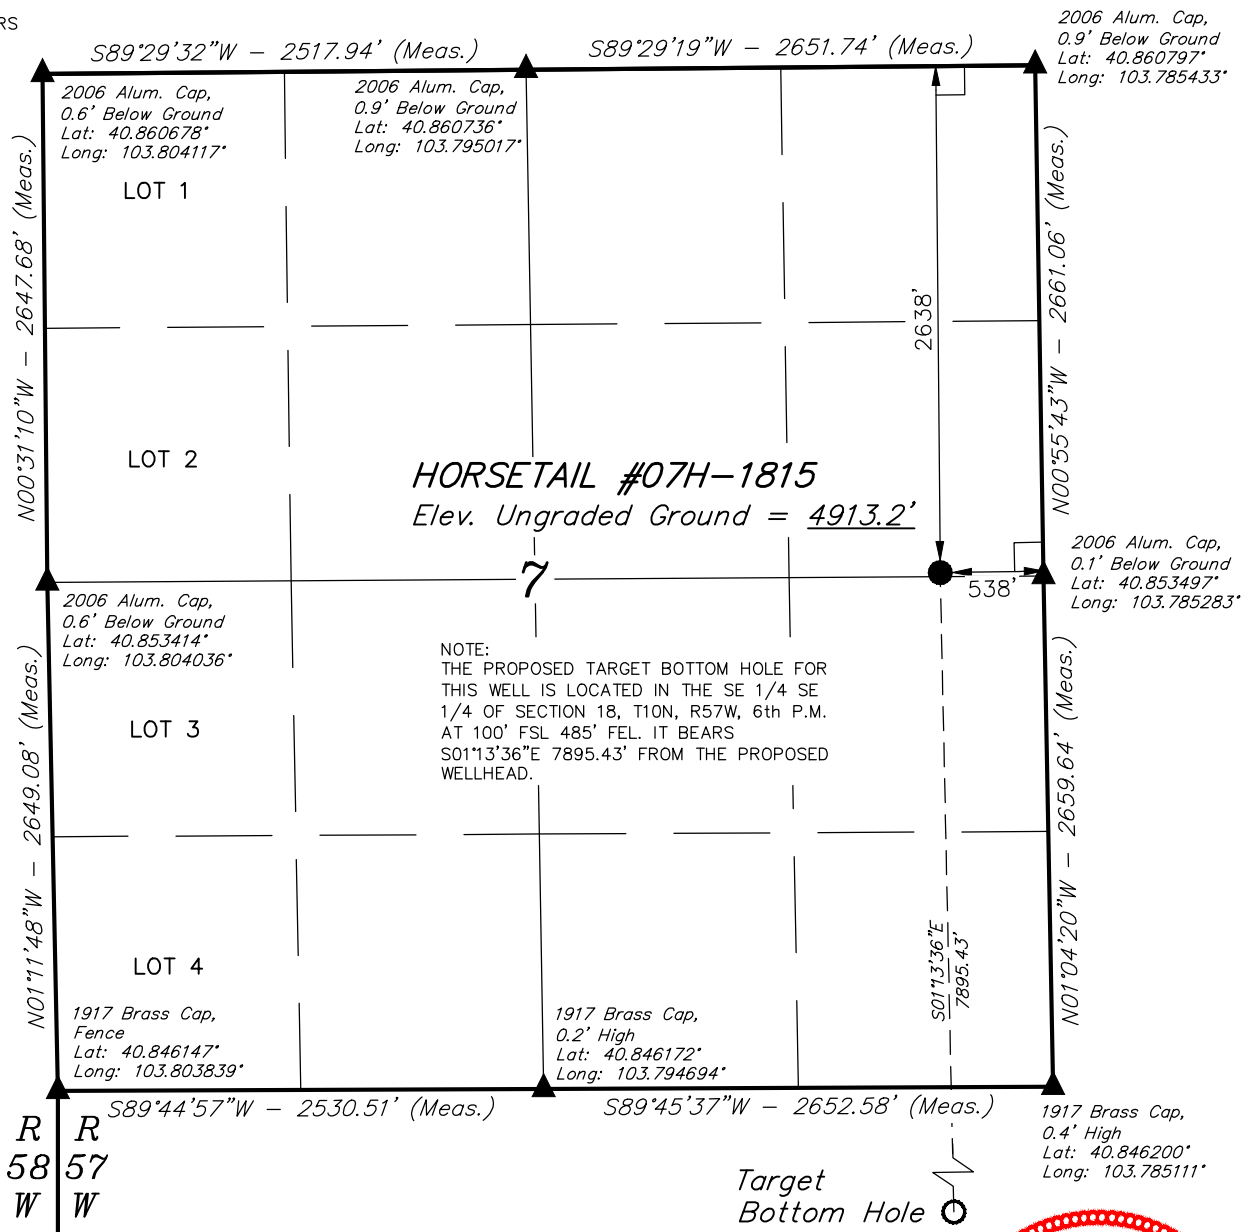 RS
S89°29'32"W - 2517.94' (Meas.)
S89°29'19"W - 2651.74' (Meas.)
2006 Alum. Cap,
0.9' Below Ground
Lat: 40.860797°
Long: 103.785433°
2006 Alum. Cap,
0.6' Below Ground
Lat: 40.860678°
Long: 103.804117°
2006 Alum. Cap,
0.9' Below Ground
Lat: 40.860736°
Long: 103.795017°
LOT 1
N00°31'10"W - 2647.68' (Meas.)
N00°55'43"W - 2661.06' (Meas.)
2638'
LOT 2
HORSETAIL #07H-1815
Elev. Ungraded Ground = 4913.2'
7
538'
2006 Alum. Cap,
0.1' Below Ground
Lat: 40.853497°
Long: 103.785283°
2006 Alum. Cap,
0.6' Below Ground
Lat: 40.853414°
Long: 103.804036°
NOTE:
THE PROPOSED TARGET BOTTOM HOLE FOR
THIS WELL IS LOCATED IN THE SE 1/4 SE
1/4 OF SECTION 18, T10N, R57W, 6th P.M.
AT 100' FSL 485' FEL. IT BEARS
S01°13'36"E 7895.43' FROM THE PROPOSED
WELLHEAD.
LOT 3
N01°11'48"W - 2649.08' (Meas.)
N01°04'20"W - 2659.64' (Meas.)
S01°13'36"E
7895.43'
LOT 4
1917 Brass Cap,
Fence
Lat: 40.846147°
Long: 103.803839°
1917 Brass Cap,
0.2' High
Lat: 40.846172°
Long: 103.794694°
S89°44'57"W - 2530.51' (Meas.)
S89°45'37"W - 2652.58' (Meas.)
1917 Brass Cap,
0.4' High
Lat: 40.846200°
Long: 103.785111°
R R
58 57
W W
Target
Bottom Hole